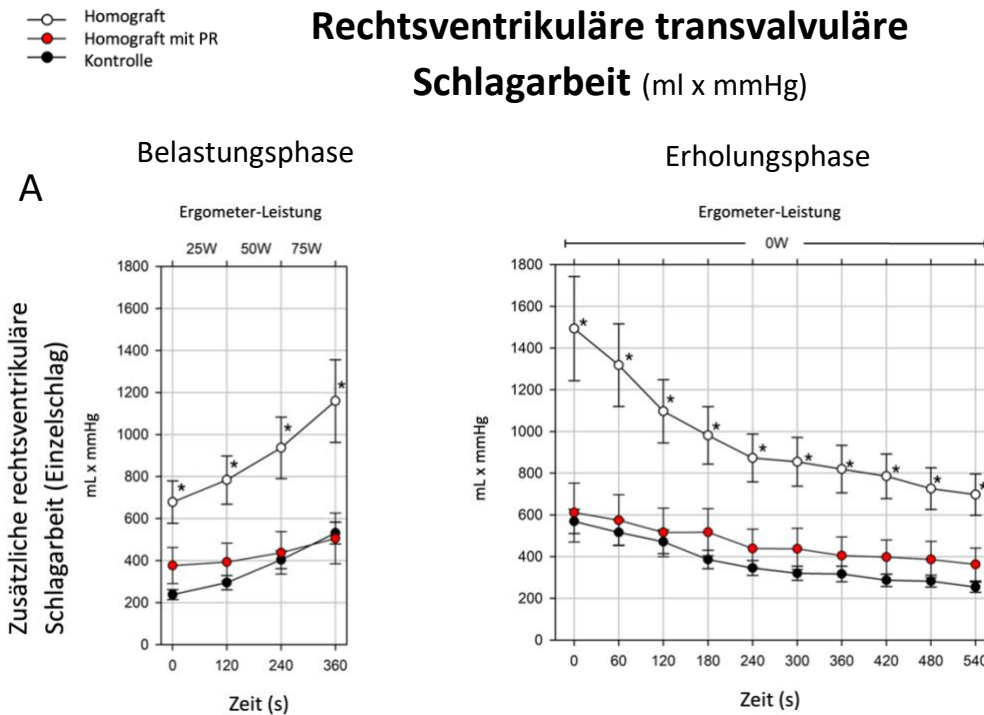 Homograft
Homograft mit PR
Kontrolle
Rechtsventrikuläre transvalvuläre
Schlagarbeit (ml x mmHg)
A
Belastungsphase
Ergometer-Leistung
25W 50W 75W
Zusätzliche rechtsventrikuläre
Schlagarbeit (Einzelschlag)
mL x mmHg
1800
1600
1400
1200
1000
800
600
400
200
0
* * * *
0 120 240 360
Zeit (s)
Erholungsphase
Ergometer-Leistung
0W
mL x mmHg
1800
1600
1400
1200
1000
800
600
400
200
0
* * * * * * * * * *
0 60 120 180 240 300 360 420 480 540
Zeit (s)